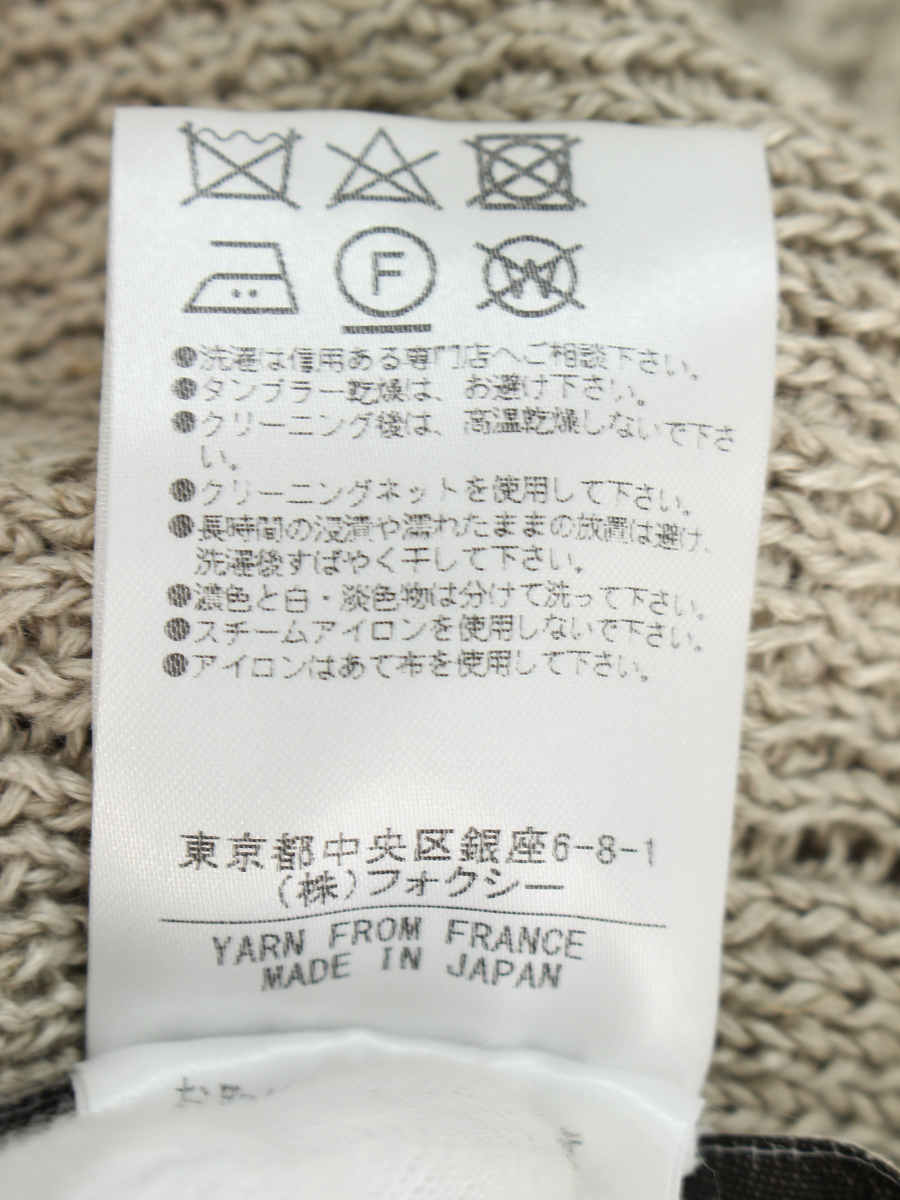 F
W
●洗濯は信用ある専門店へご相談下さい。
●タンブラー乾燥は、お避け下さい。
●クリーニング後は、高温乾燥しないで下さ
い。
●クリーニングネットを使用して下さい。
●長時間の浸漬や濡れたままの放置は避け、
洗濯後すばやく干して下さい。
●濃色と白・淡色物は分けて洗って下さい。
●スチームアイロンを使用しないで下さい。
●アイロンはあて布を使用して下さい。
東京都中央区銀座6-8-1
(株)フォクシー
YARN FROM FRANCE
MADE IN JAPAN